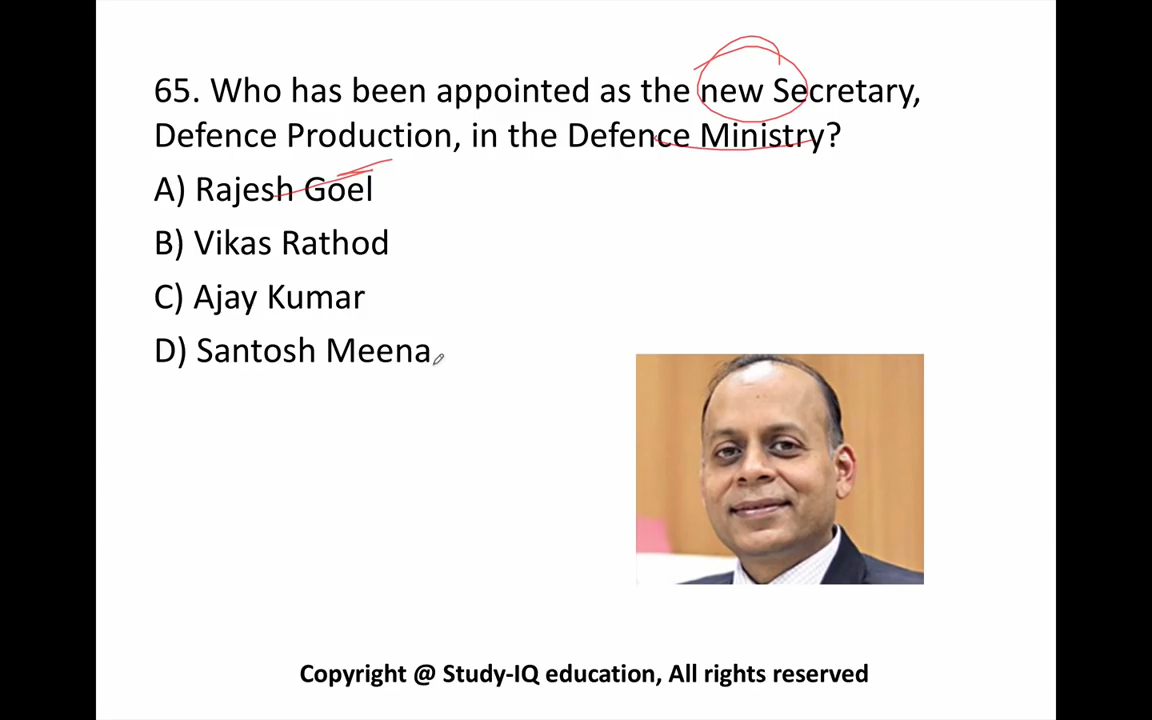 65. Who has been appointed as the new Secretary,
Defence Production, in the Defence Ministry?
A) Rajesh Goel
B) Vikas Rathod
C) Ajay Kumar
D) Santosh Meena
Copyright @ Study-IQ education, All rights reserved